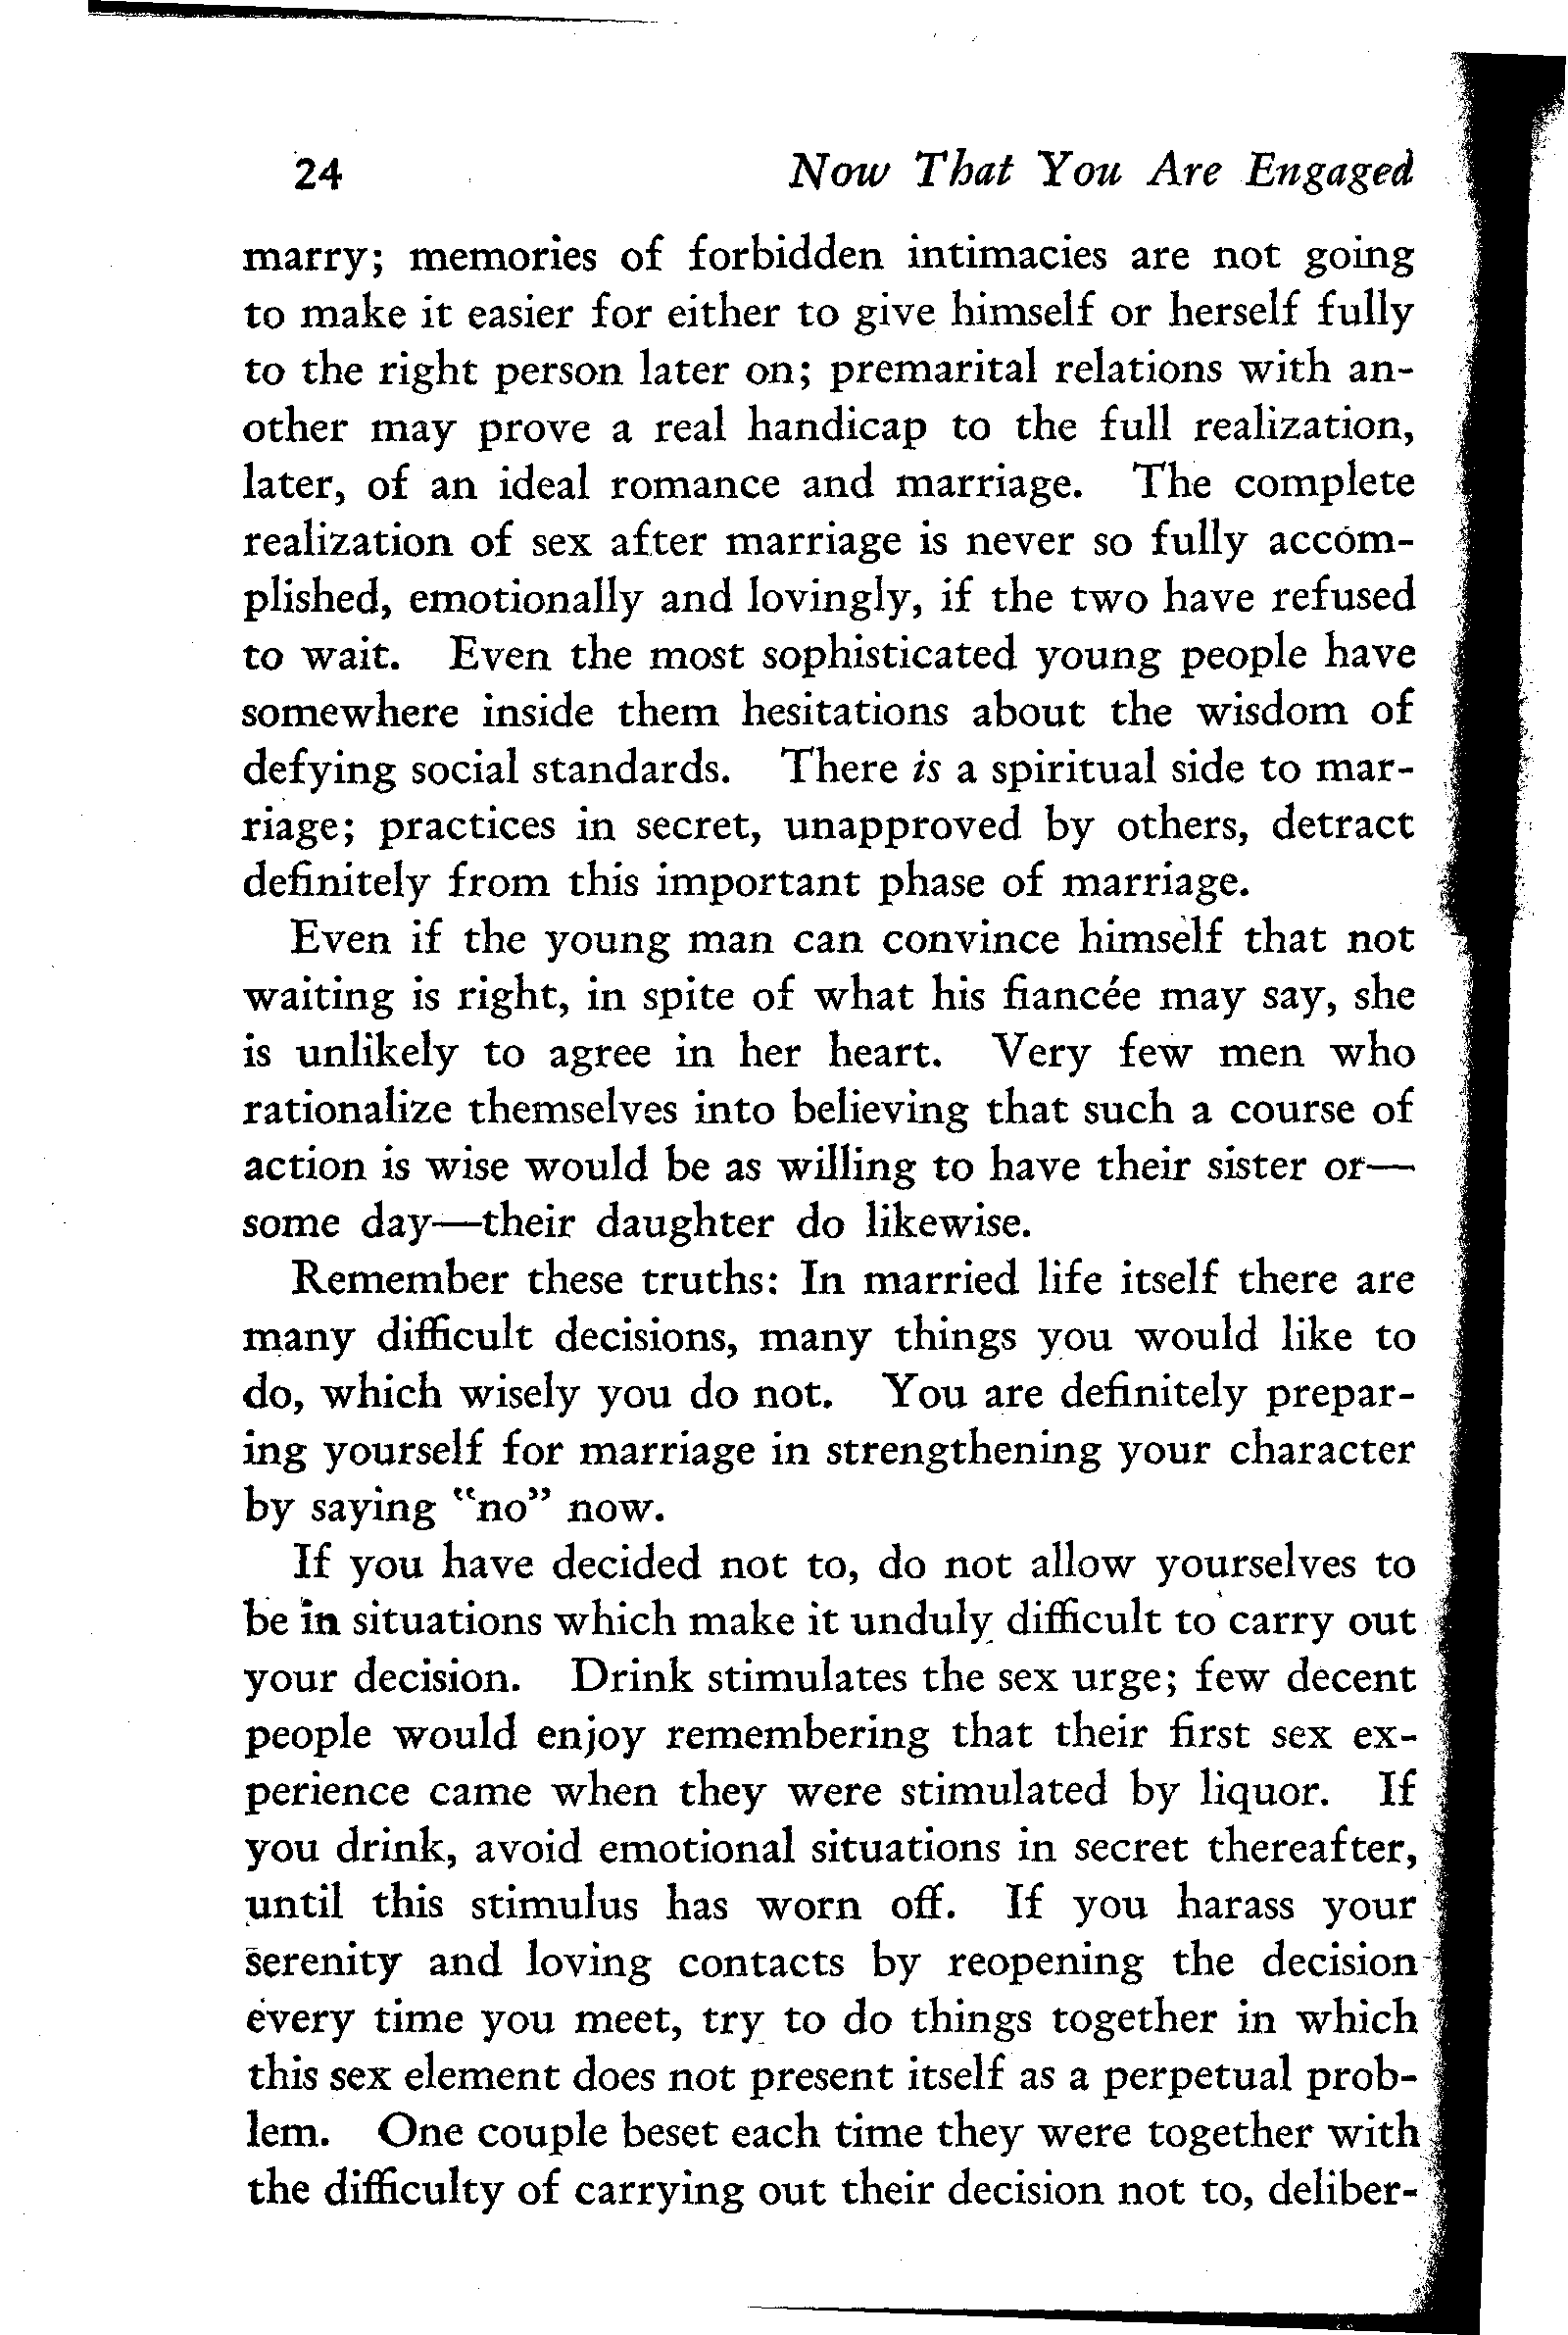 24 Now That You Are Engaged
marry; memories of forbidden intimacies are not going
to make it easier for either to give himself or herself fully
to the right person later on; premarital relations with an-
other may prove a real handicap to the full realization,
later, of an ideal romance and marriage. The complete
realization of sex after marriage is never so fully accom-
plished, emotionally and lovingly, if the two have refused
to wait. Even the most sophisticated young people have
somewhere inside them hesitations about the wisdom of
defying social standards. There is a spiritual side to mar-
riage; practices in secret, unapproved by others, detract
definitely from this important phase of marriage.
Even if the young man can convince himself that not
waiting is right, in spite of what his fiancée may say, she
is unlikely to agree in her heart. Very few men who
rationalize themselves into believing that such a course of
action is wise would be as willing to have their sister or—
some day—their daughter do likewise.
Remember these truths: In married life itself there are
many difficult decisions, many things you would like to
do, which wisely you do not. You are definitely prepar-
ing yourself for marriage in strengthening your character
by saying "no" now.
If you have decided not to, do not allow yourselves to
be in situations which make it unduly difficult to carry out
your decision. Drink stimulates the sex urge; few decent
people would enjoy remembering that their first sex ex-
perience came when they were stimulated by liquor. If
you drink, avoid emotional situations in secret thereafter,
until this stimulus has worn off. If you harass your
serenity and loving contacts by reopening the decision
every time you meet, try to do things together in which
this sex element does not present itself as a perpetual prob-
lem. One couple beset each time they were together with
the difficulty of carrying out their decision not to, deliber-